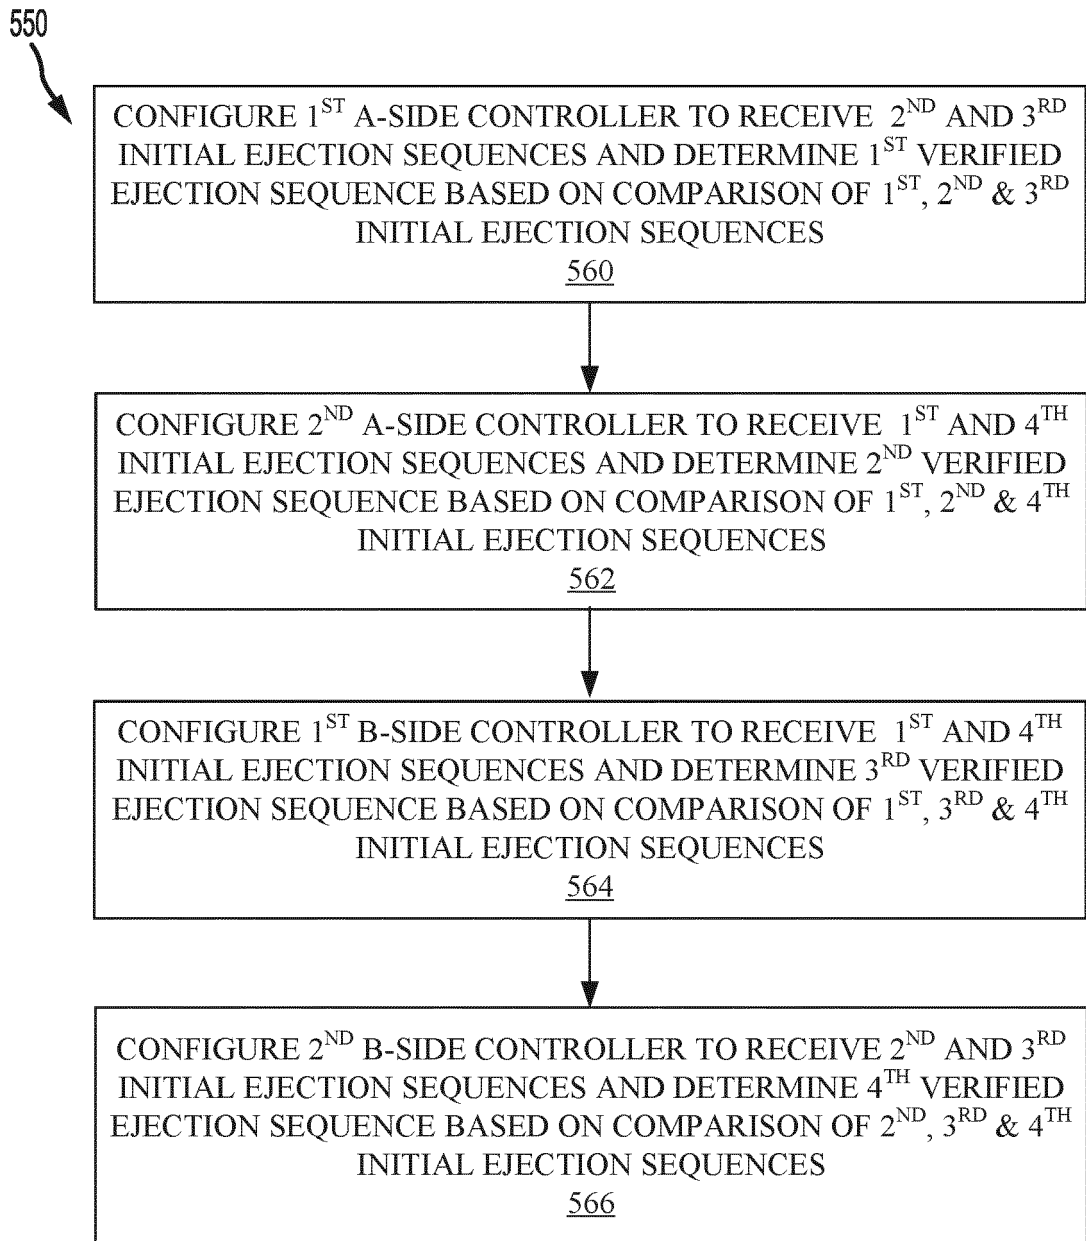 550
CONFIGURE 1ST A-SIDE CONTROLLER TO RECEIVE 2ND AND 3RD
INITIAL EJECTION SEQUENCES AND DETERMINE 1ST VERIFIED
EJECTION SEQUENCE BASED ON COMPARISON OF 1ST, 2ND & 3RD
INITIAL EJECTION SEQUENCES
560
CONFIGURE 2ND A-SIDE CONTROLLER TO RECEIVE 1ST AND 4TH
INITIAL EJECTION SEQUENCES AND DETERMINE 2ND VERIFIED
EJECTION SEQUENCE BASED ON COMPARISON OF 1ST, 2ND & 4TH
INITIAL EJECTION SEQUENCES
562
CONFIGURE 1ST B-SIDE CONTROLLER TO RECEIVE 1ST AND 4TH
INITIAL EJECTION SEQUENCES AND DETERMINE 3RD VERIFIED
EJECTION SEQUENCE BASED ON COMPARISON OF 1ST, 3RD & 4TH
INITIAL EJECTION SEQUENCES
564
CONFIGURE 2ND B-SIDE CONTROLLER TO RECEIVE 2ND AND 3RD
INITIAL EJECTION SEQUENCES AND DETERMINE 4TH VERIFIED
EJECTION SEQUENCE BASED ON COMPARISON OF 2ND, 3RD & 4TH
INITIAL EJECTION SEQUENCES
566